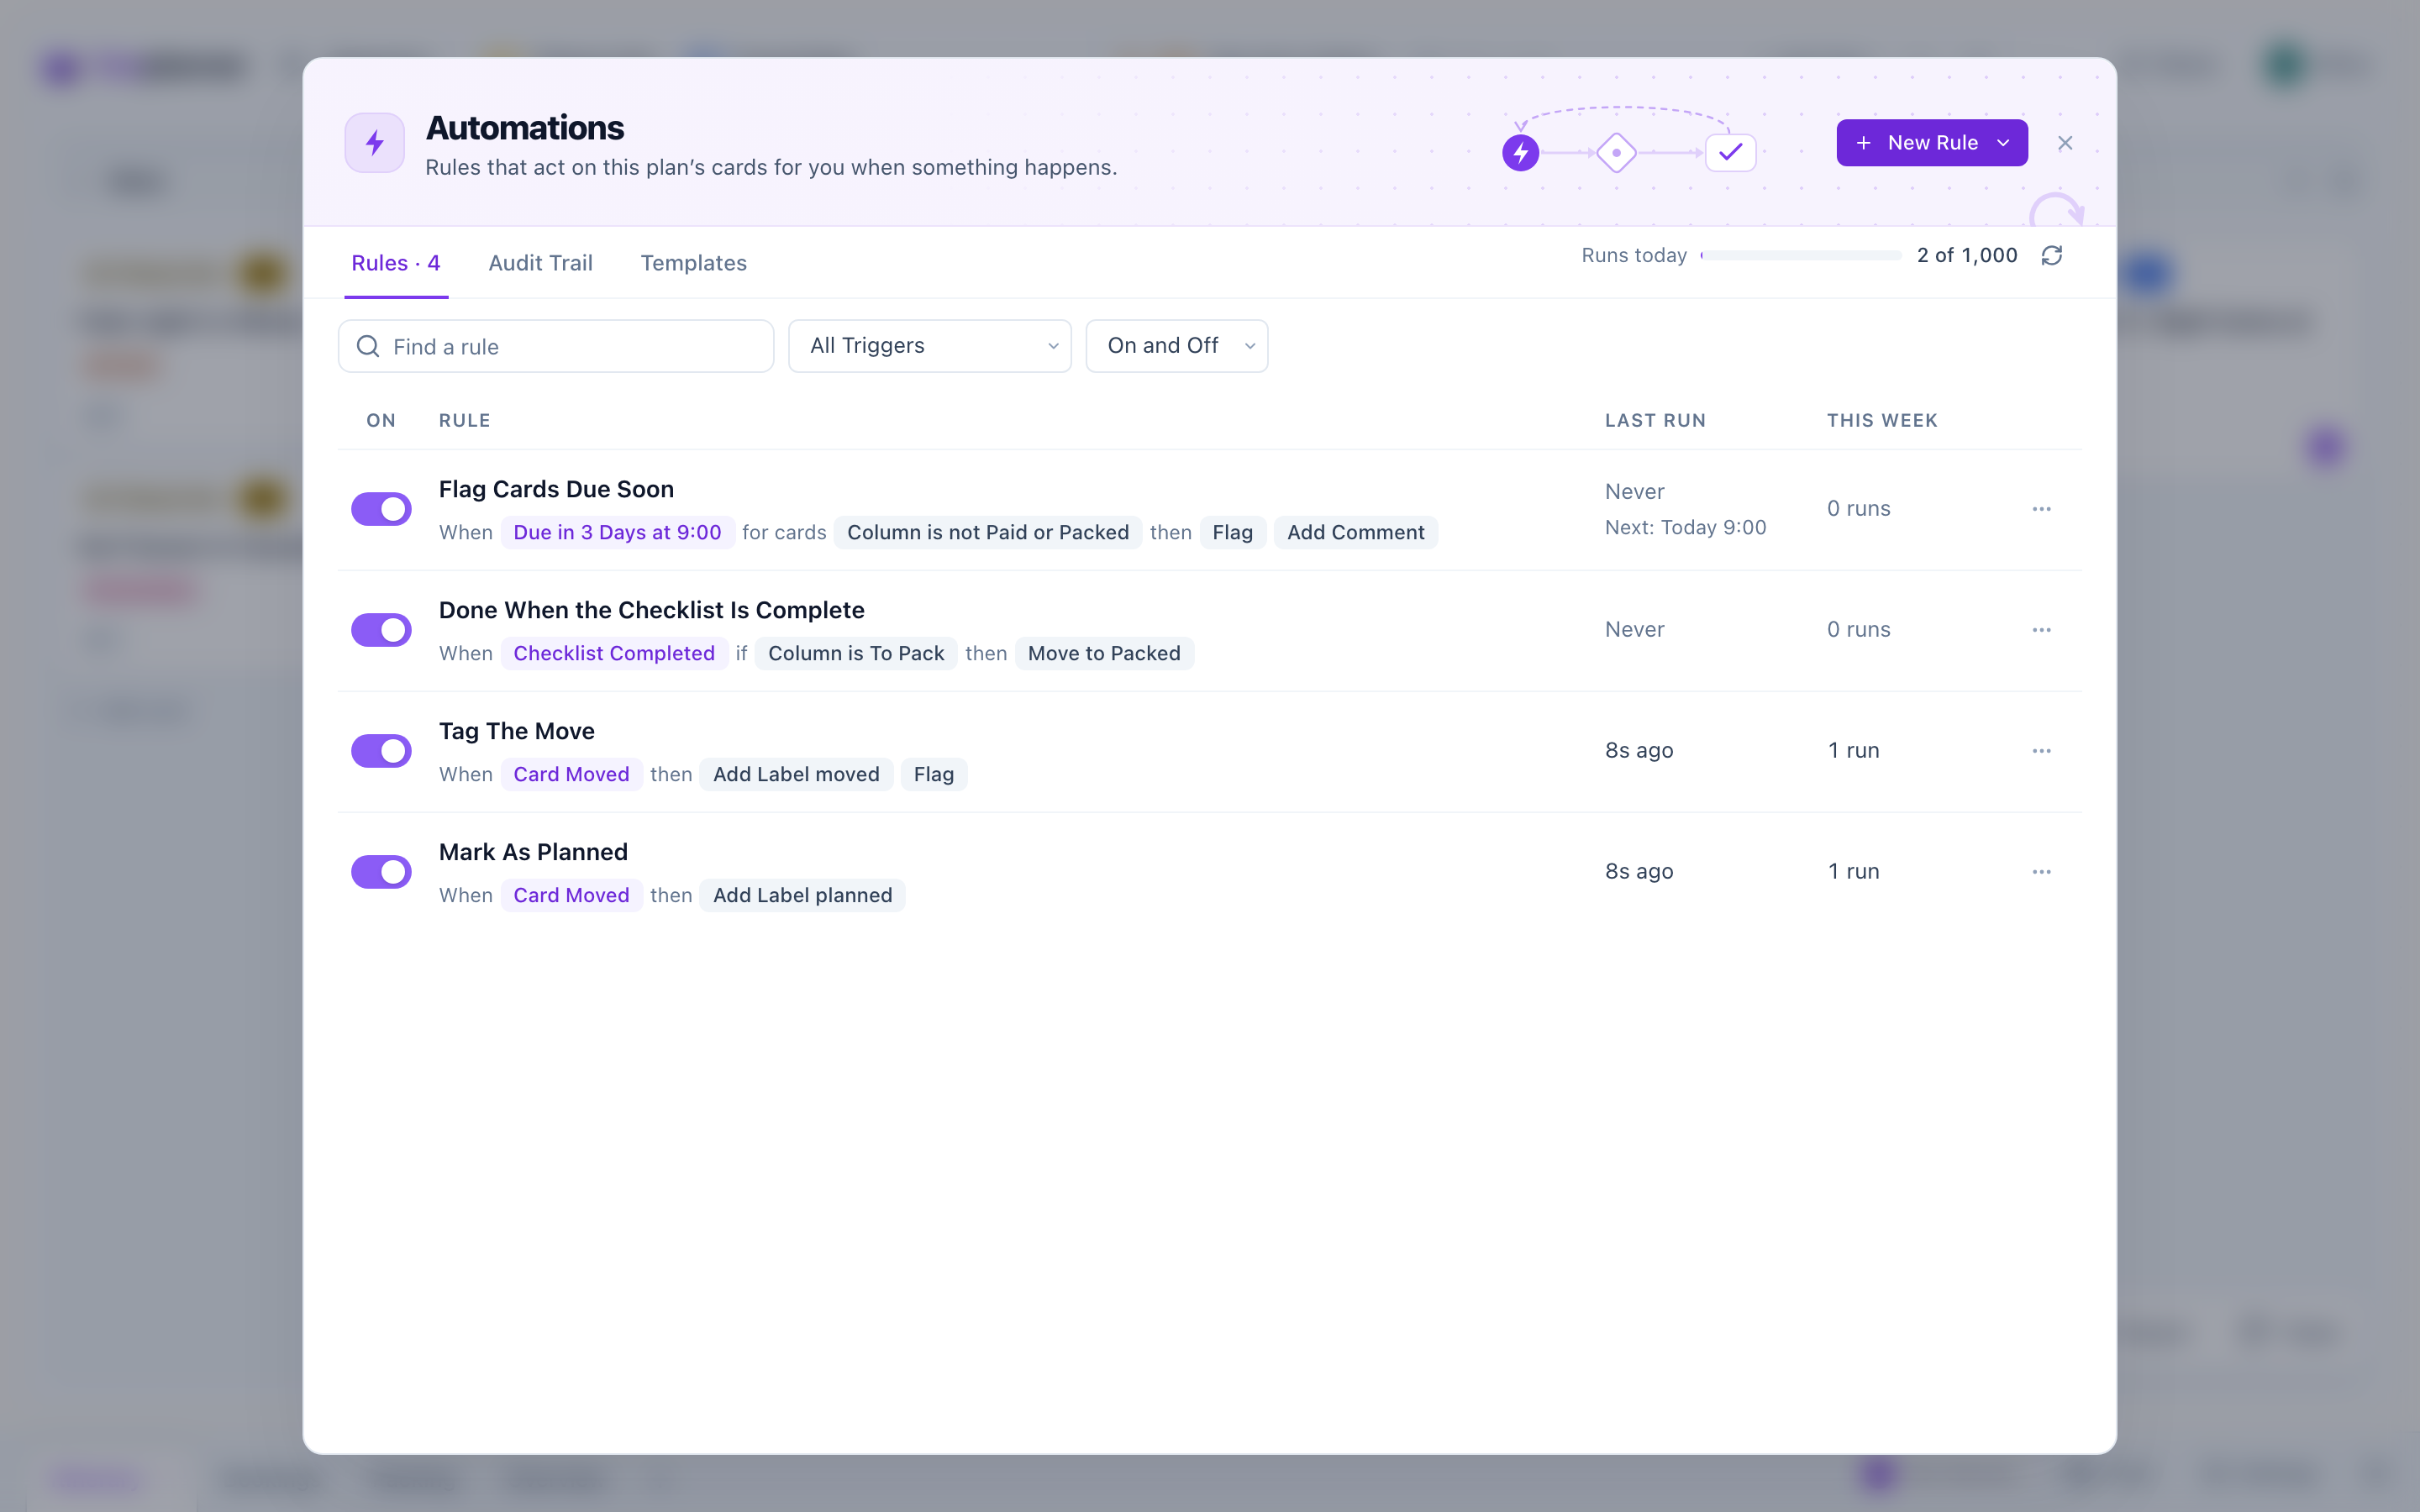 Automations
Rules that act on this plan’s cards for you when something happens.
New Rule
Rules · 4
Audit Trail
Templates
Runs today
2 of 1,000
Find a rule
All Triggers
On and Off
ON
RULE
LAST RUN
THIS WEEK
Flag Cards Due Soon
When Due in 3 Days at 9:00 for cards Column is not Paid or Packed then Flag Add Comment
Never
Next: Today 9:00
0 runs
Done When the Checklist Is Complete
When Checklist Completed if Column is To Pack then Move to Packed
Never
0 runs
Tag The Move
When Card Moved then Add Label moved Flag
8s ago
1 run
Mark As Planned
When Card Moved then Add Label planned
8s ago
1 run